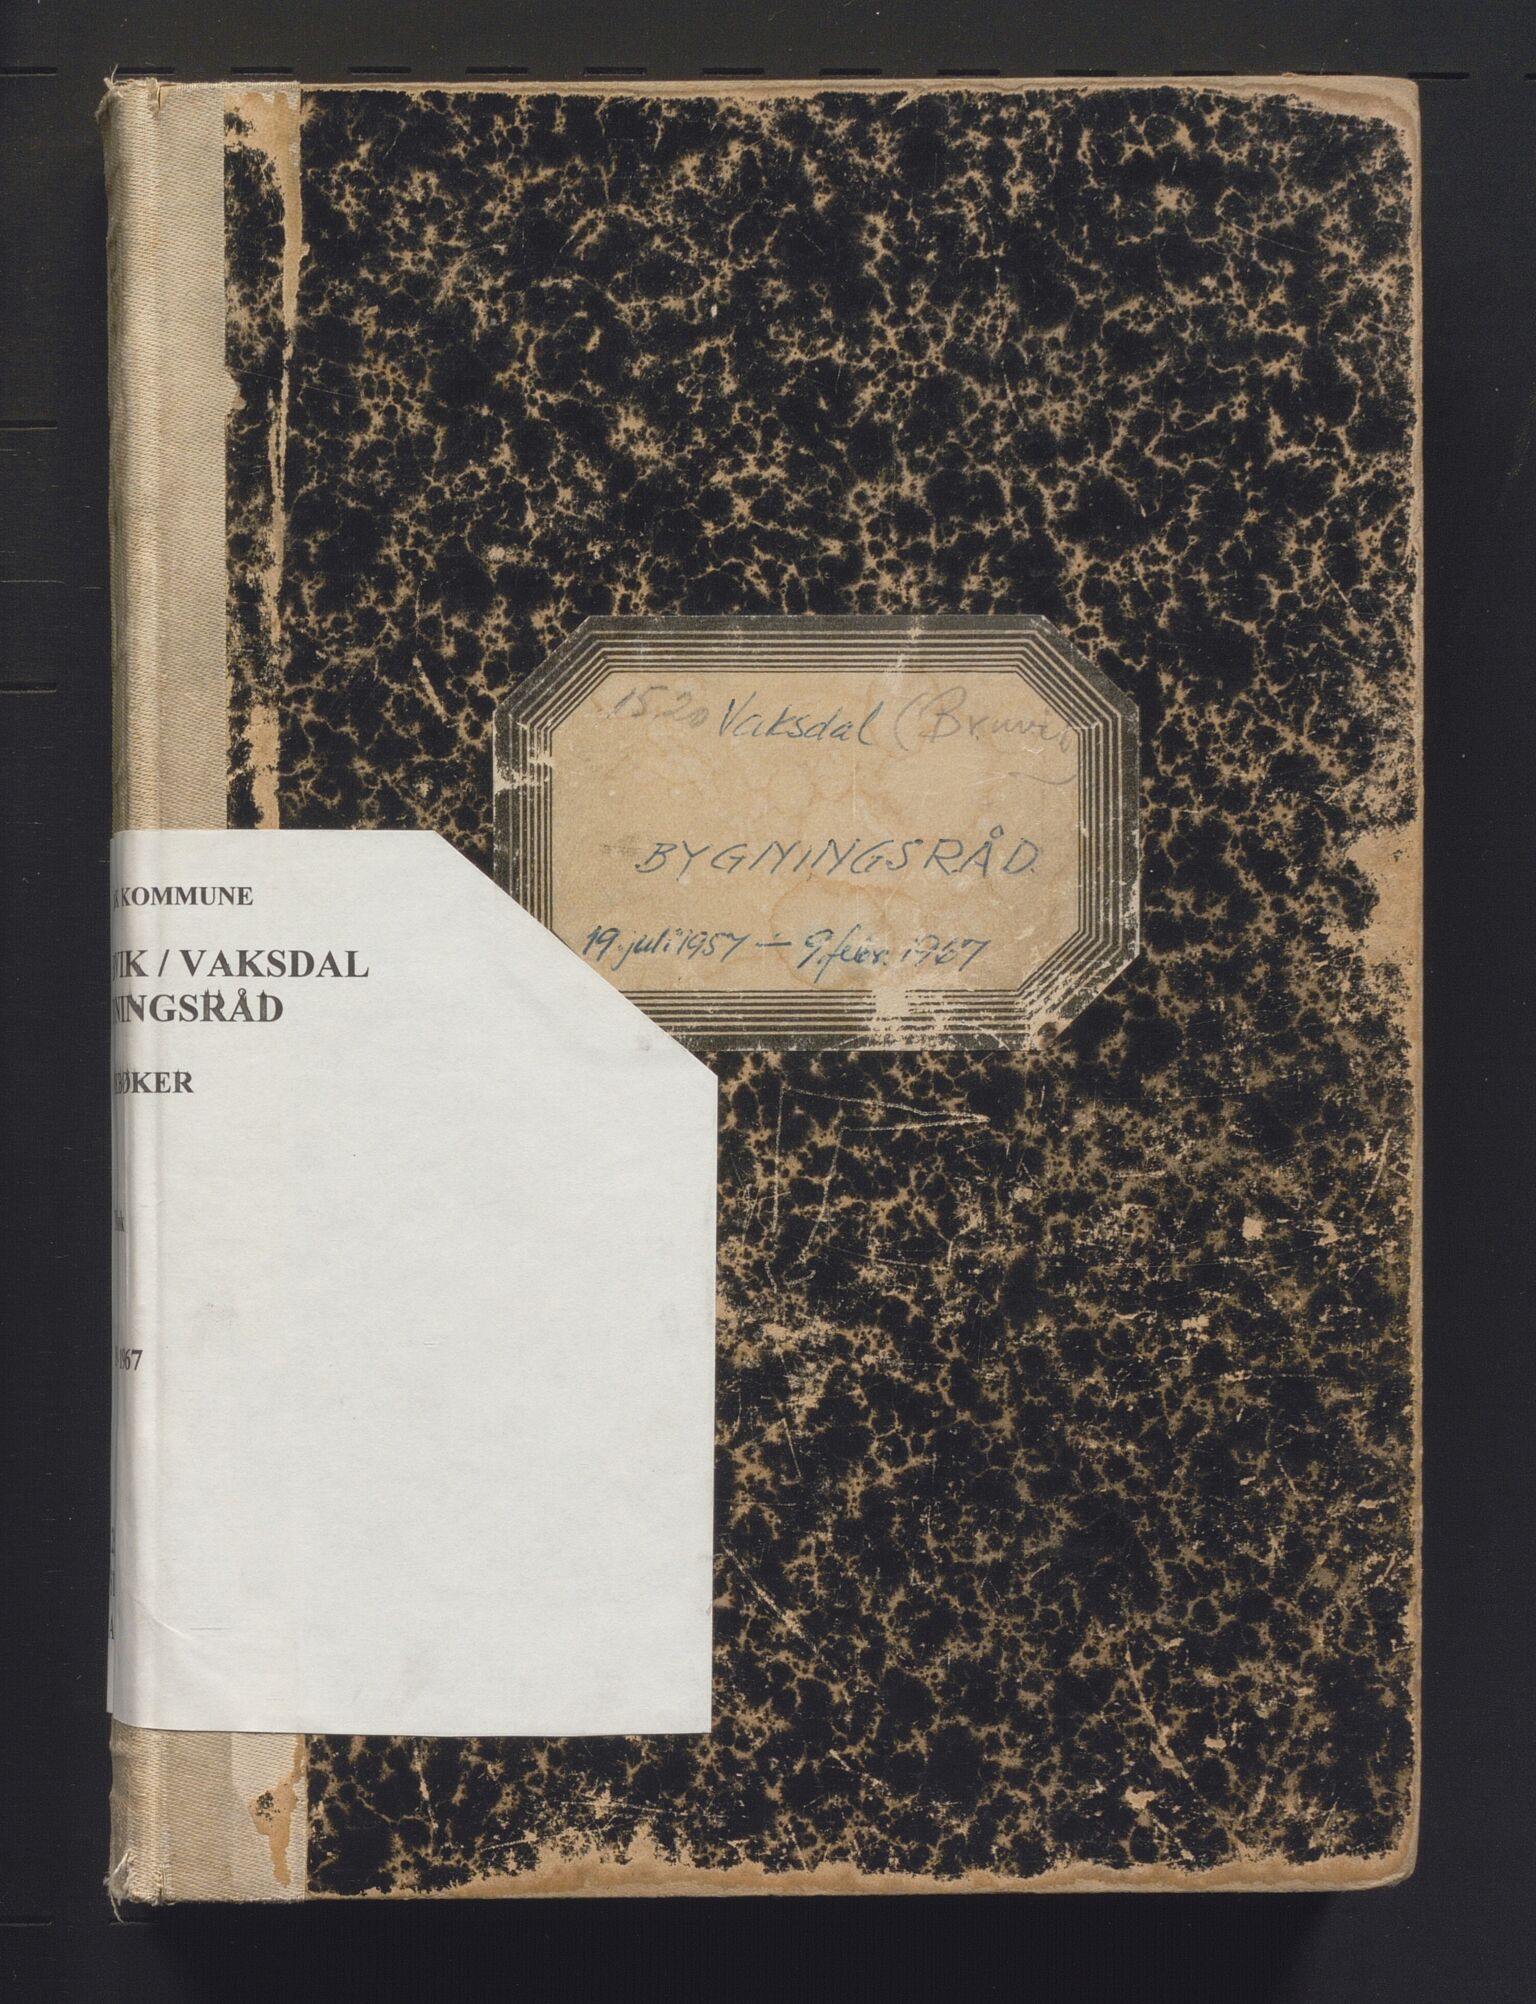 1520 Vaksdal (Bruvik)
BYGNINGSRÅD.
19. juli 1957 – 9. febr. 1967
KOMMUNE
VIK / VAKSDAL
NINGSRÅD
BØKER
1967